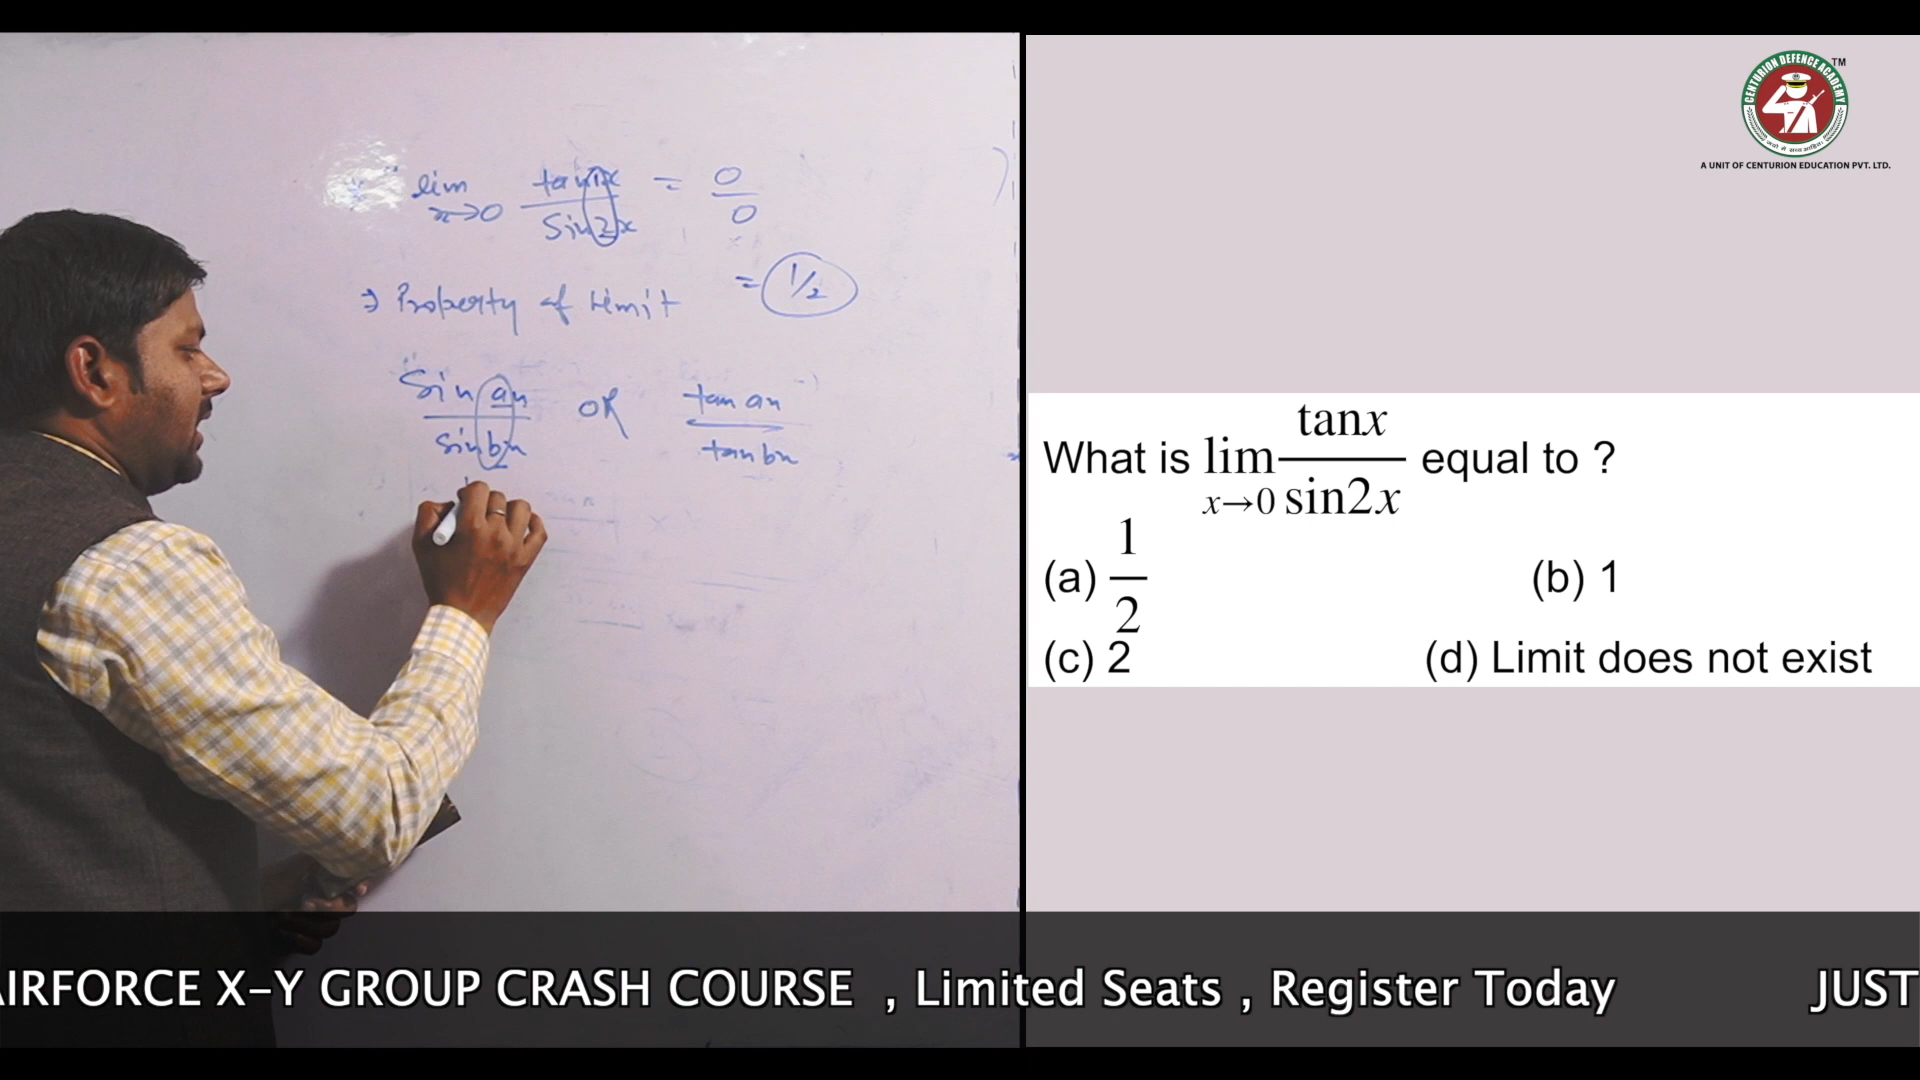 lim tan1x = 0
x→0 sin2x 0
⇒ Property of limit = 1/2
Sin an OR tan an
sin bn tan bn
CENTURION DEFENCE ACADEMY
TM
A UNIT OF CENTURION EDUCATION PVT. LTD.
What is lim tanx equal to ?
x→0 sin2x
(a) 1/2 (b) 1
(c) 2 (d) Limit does not exist
AIRFORCE X-Y GROUP CRASH COURSE , Limited Seats , Register Today JUST